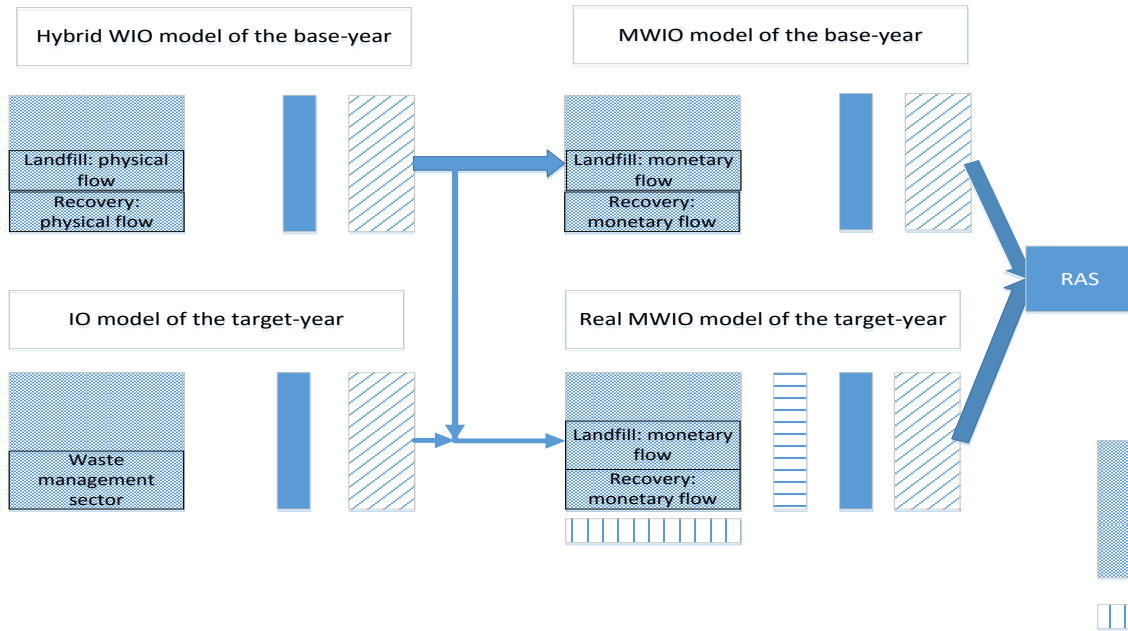 Hybrid WIO model of the base-year
MWIO model of the base-year
Landfill: physical
flow
Recovery:
physical flow
Landfill: monetary
flow
Recovery:
monetary flow
RAS
IO model of the target-year
Real MWIO model of the target-year
Waste
management
sector
Landfill: monetary
flow
Recovery:
monetary flow